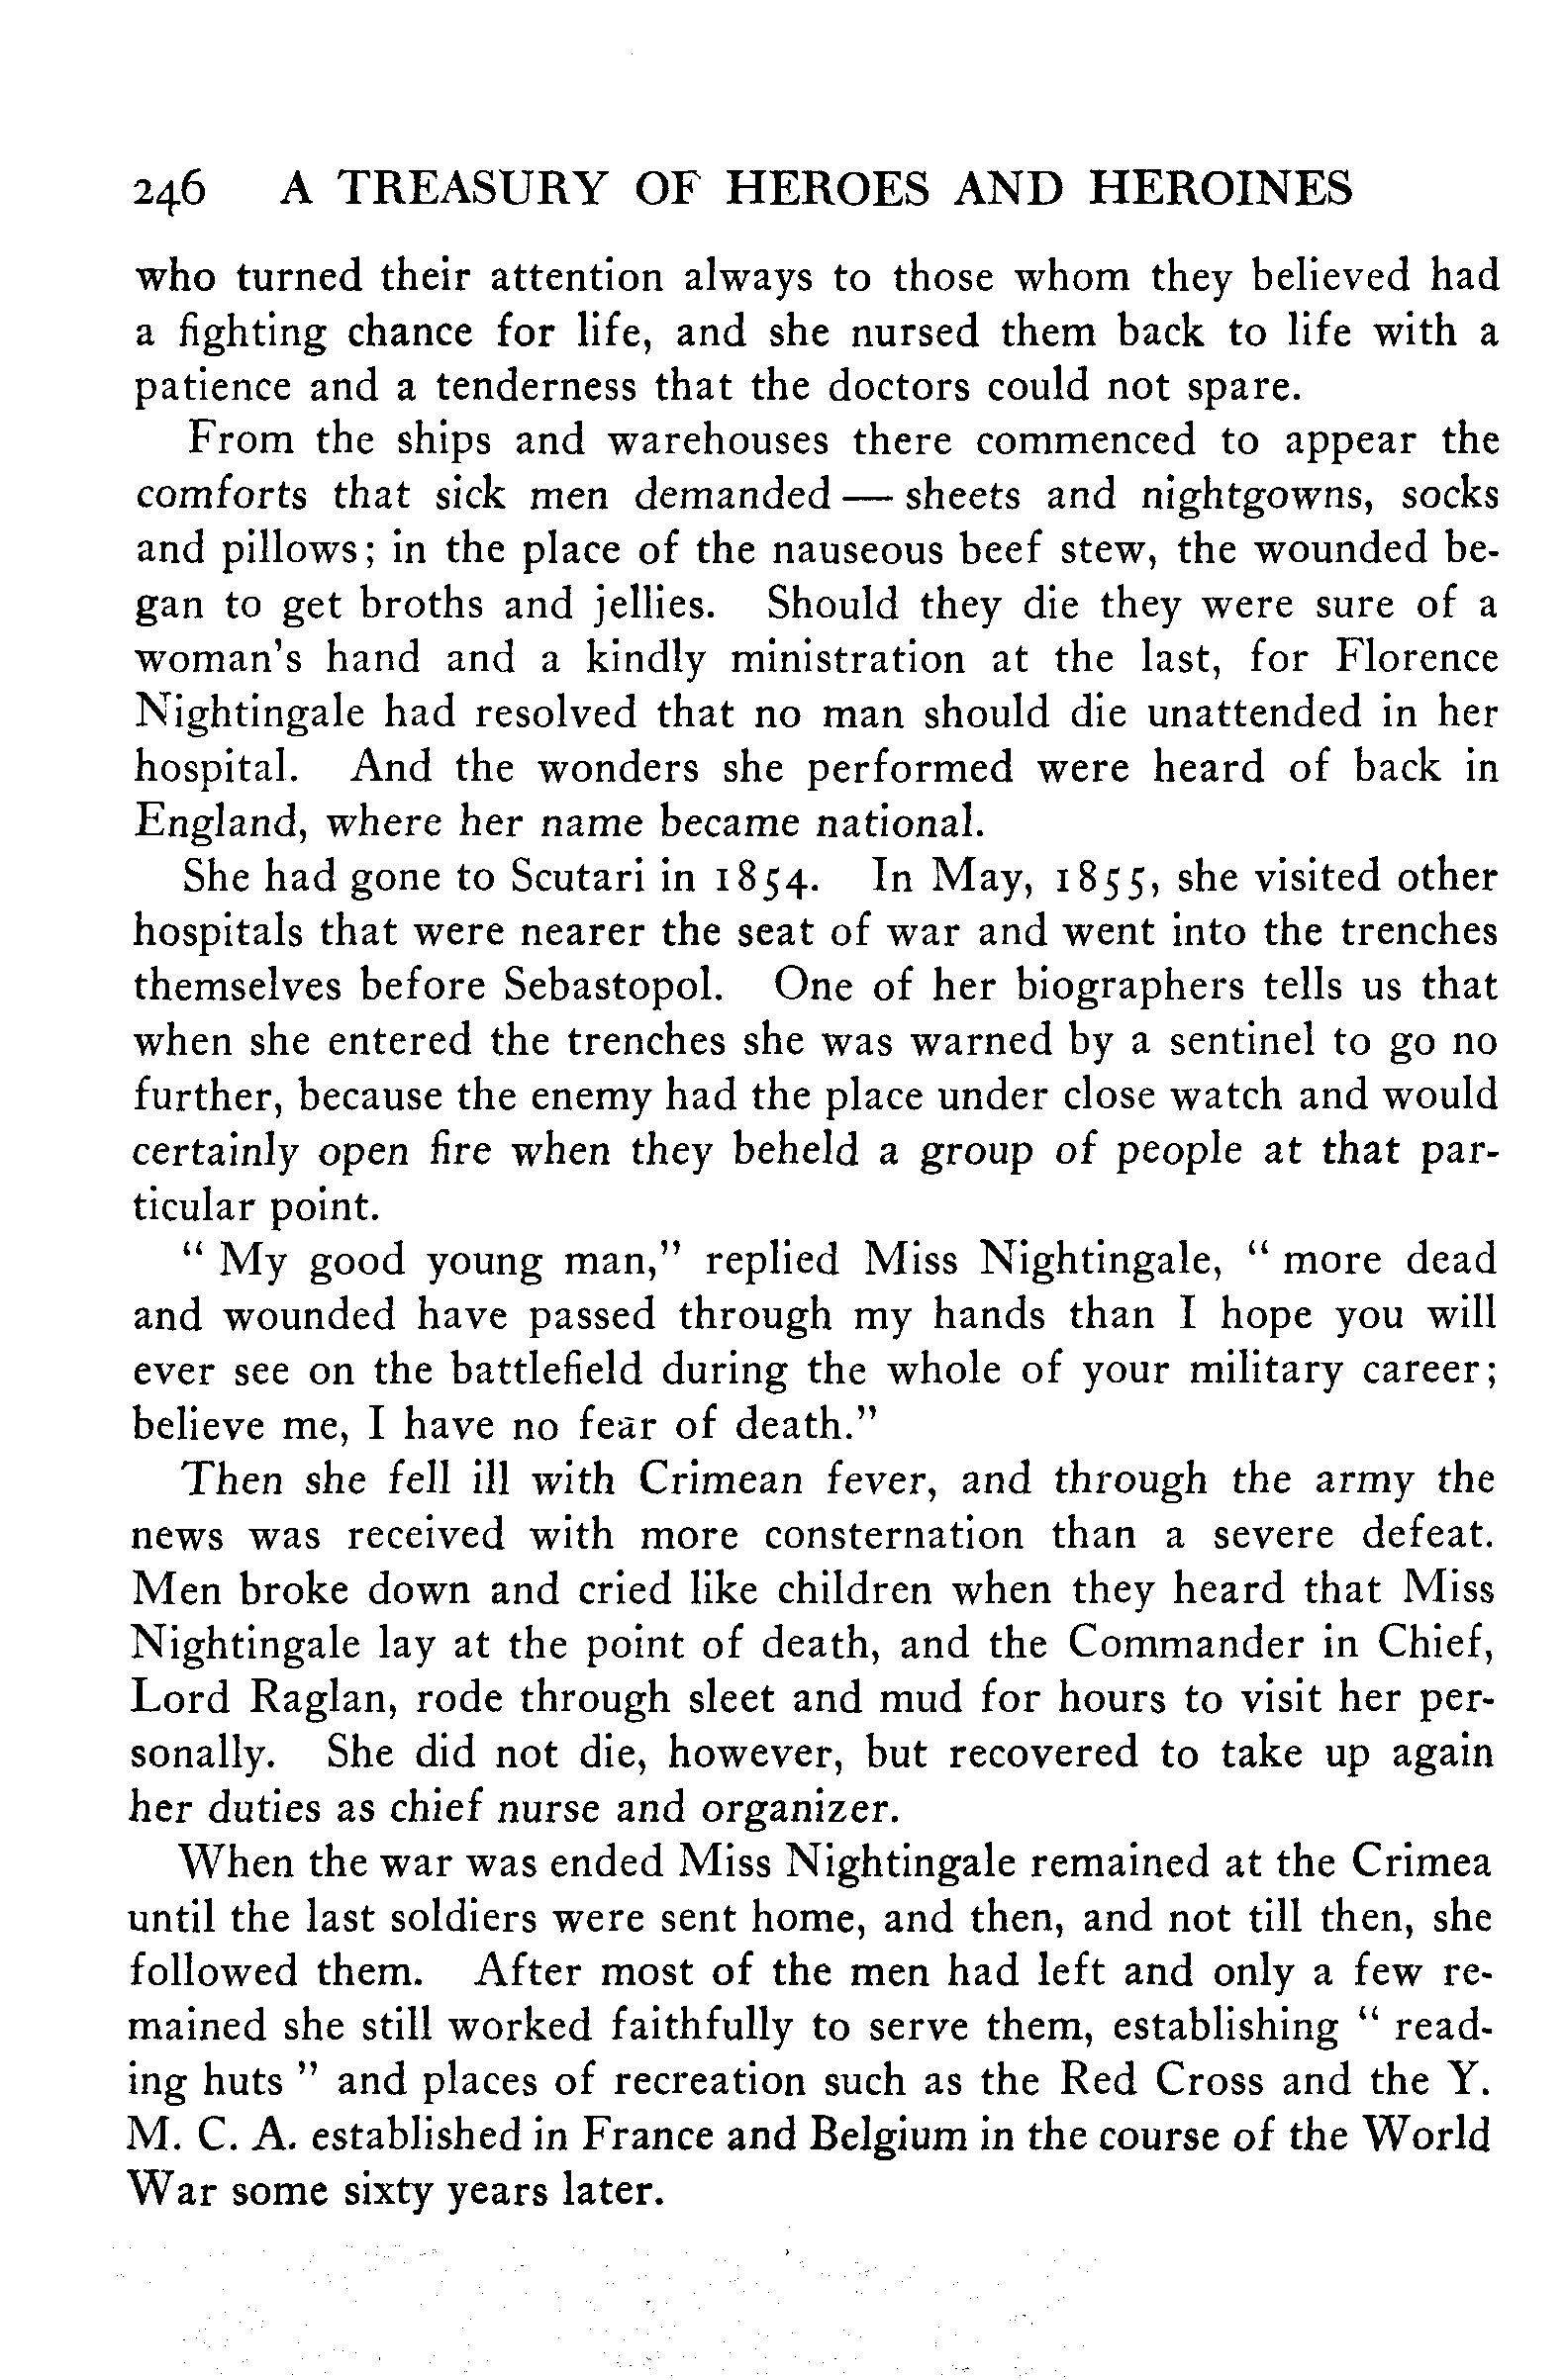 246 A TREASURY OF HEROES AND HEROINES
who turned their attention always to those whom they believed had
a fighting chance for life, and she nursed them back to life with a
patience and a tenderness that the doctors could not spare.
From the ships and warehouses there commenced to appear the
comforts that sick men demanded — sheets and nightgowns, socks
and pillows; in the place of the nauseous beef stew, the wounded be-
gan to get broths and jellies. Should they die they were sure of a
woman's hand and a kindly ministration at the last, for Florence
Nightingale had resolved that no man should die unattended in her
hospital. And the wonders she performed were heard of back in
England, where her name became national.
She had gone to Scutari in 1854. In May, 1855, she visited other
hospitals that were nearer the seat of war and went into the trenches
themselves before Sebastopol. One of her biographers tells us that
when she entered the trenches she was warned by a sentinel to go no
further, because the enemy had the place under close watch and would
certainly open fire when they beheld a group of people at that par-
ticular point.
“ My good young man,” replied Miss Nightingale, “ more dead
and wounded have passed through my hands than I hope you will
ever see on the battlefield during the whole of your military career;
believe me, I have no fear of death.”
Then she fell ill with Crimean fever, and through the army the
news was received with more consternation than a severe defeat.
Men broke down and cried like children when they heard that Miss
Nightingale lay at the point of death, and the Commander in Chief,
Lord Raglan, rode through sleet and mud for hours to visit her per-
sonally. She did not die, however, but recovered to take up again
her duties as chief nurse and organizer.
When the war was ended Miss Nightingale remained at the Crimea
until the last soldiers were sent home, and then, and not till then, she
followed them. After most of the men had left and only a few re-
mained she still worked faithfully to serve them, establishing “ read-
ing huts ” and places of recreation such as the Red Cross and the Y.
M. C. A. established in France and Belgium in the course of the World
War some sixty years later.